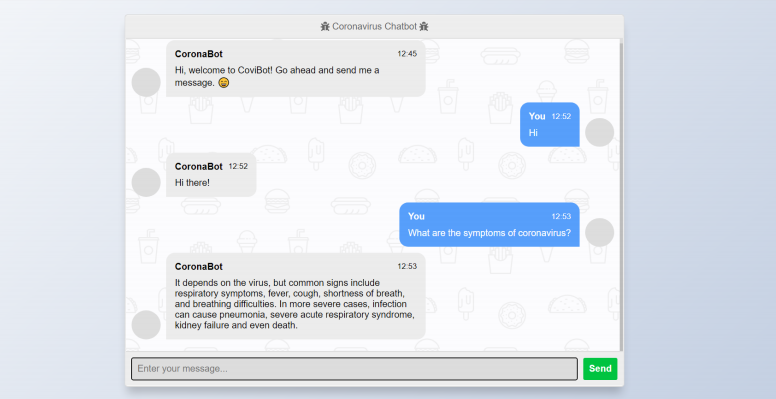 Coronavirus Chatbot
CoronaBot 12:45
Hi, welcome to CoviBot! Go ahead and send me a
message. 😄
You 12:52
Hi
CoronaBot 12:52
Hi there!
You 12:53
What are the symptoms of coronavirus?
CoronaBot 12:53
It depends on the virus, but common signs include
respiratory symptoms, fever, cough, shortness of breath,
and breathing difficulties. In more severe cases, infection
can cause pneumonia, severe acute respiratory syndrome,
kidney failure and even death.
Enter your message...
Send